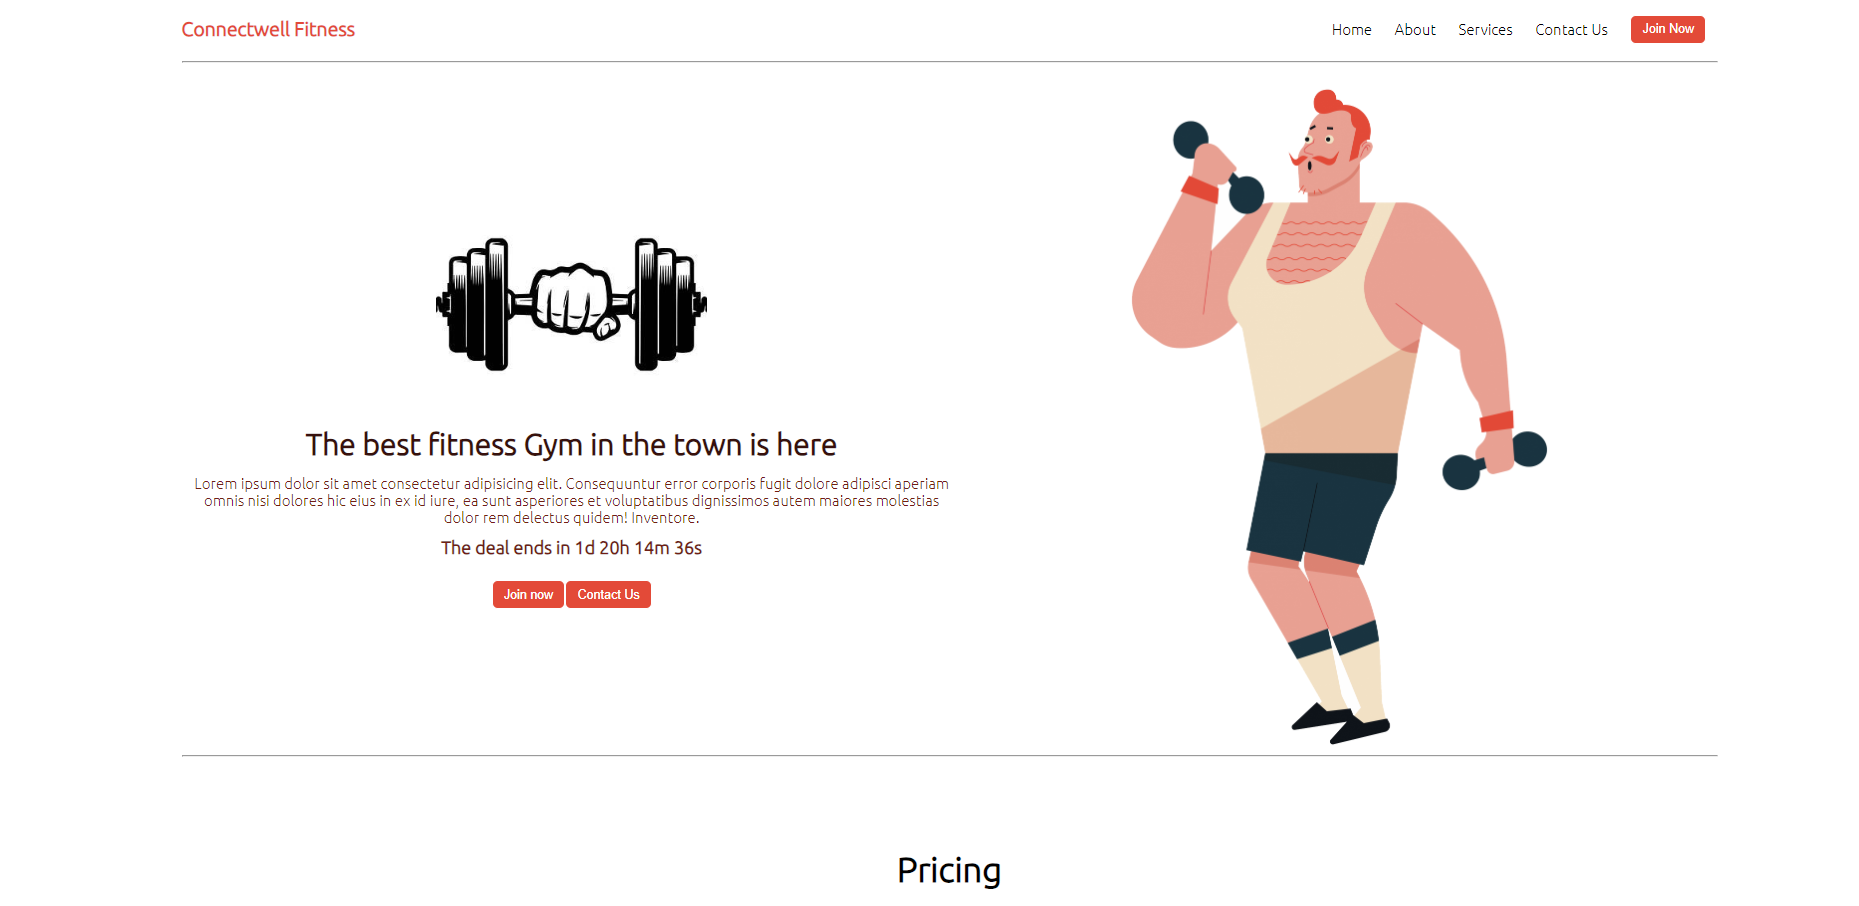 Connectwell Fitness
Home About Services Contact Us Join Now
The best fitness Gym in the town is here
Lorem ipsum dolor sit amet consectetur adipisicing elit. Consequuntur error corporis fugit dolore adipisci aperiam
omnis nisi dolores hic eius in ex id iure, ea sunt asperiores et voluptatibus dignissimos autem maiores molestias
dolor rem delectus quidem! Inventore.
The deal ends in 1d 20h 14m 36s
Join now Contact Us
Pricing